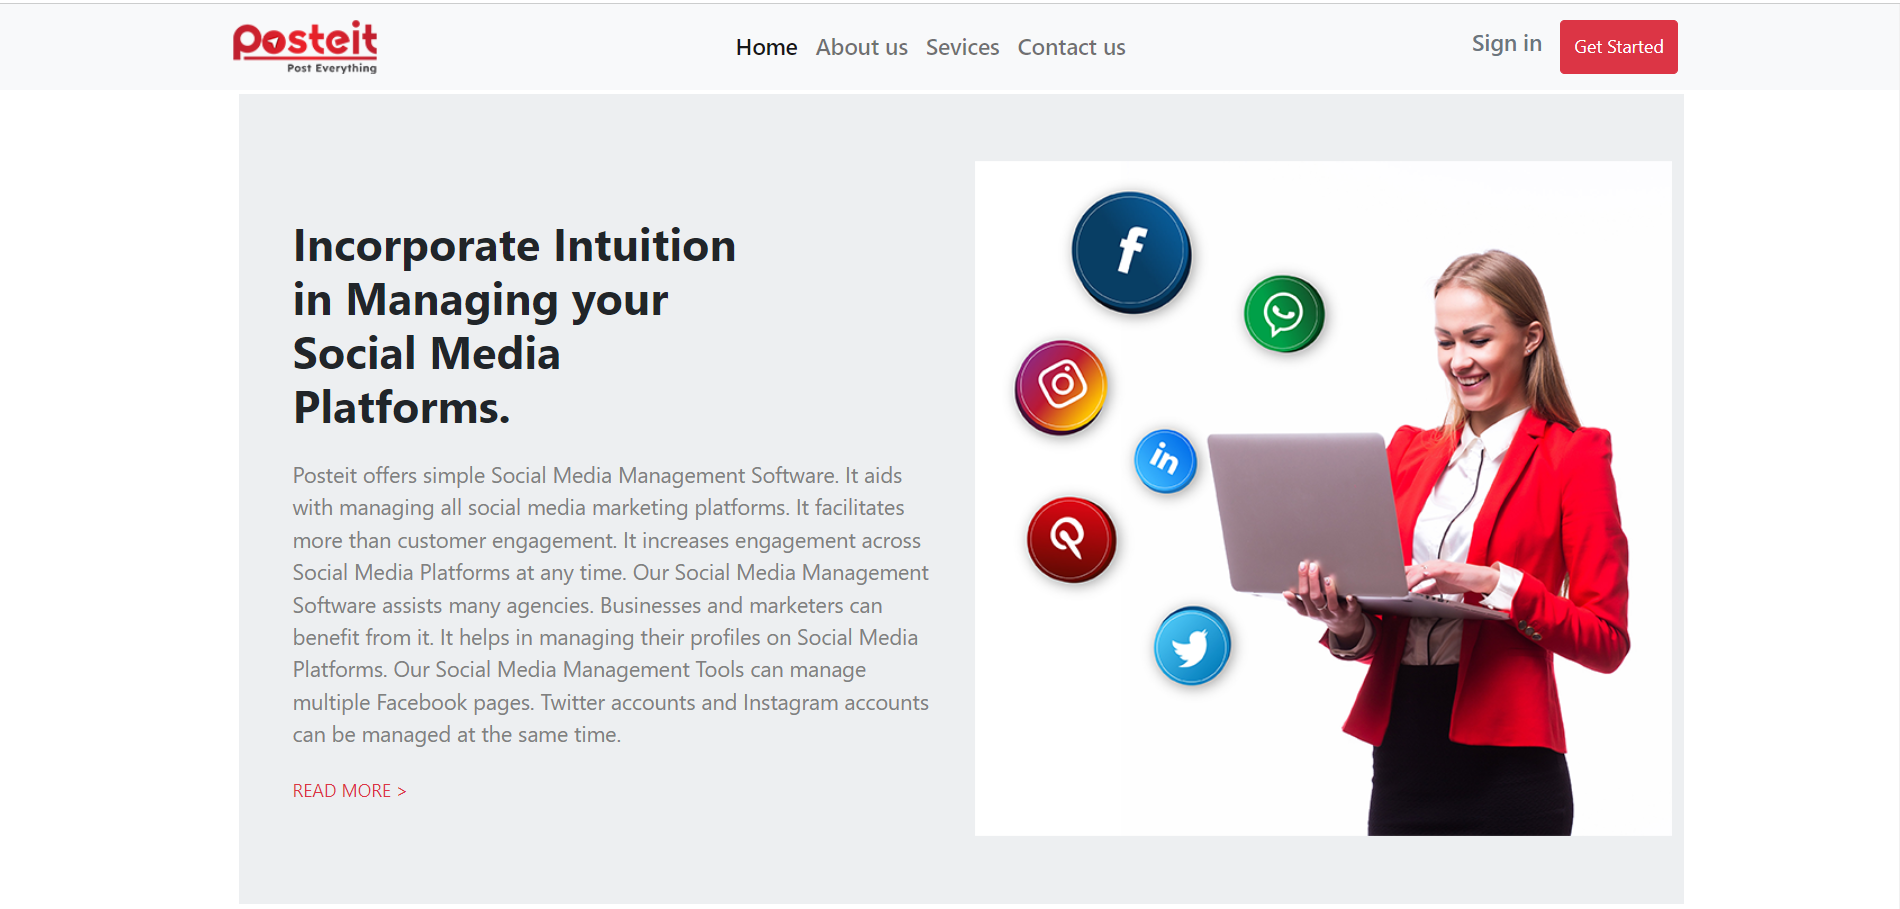 Posteit
Post Everything
Home About us Sevices Contact us
Sign in
Get Started
Incorporate Intuition
in Managing your
Social Media
Platforms.
Posteit offers simple Social Media Management Software. It aids
with managing all social media marketing platforms. It facilitates
more than customer engagement. It increases engagement across
Social Media Platforms at any time. Our Social Media Management
Software assists many agencies. Businesses and marketers can
benefit from it. It helps in managing their profiles on Social Media
Platforms. Our Social Media Management Tools can manage
multiple Facebook pages. Twitter accounts and Instagram accounts
can be managed at the same time.
READ MORE >
f
in